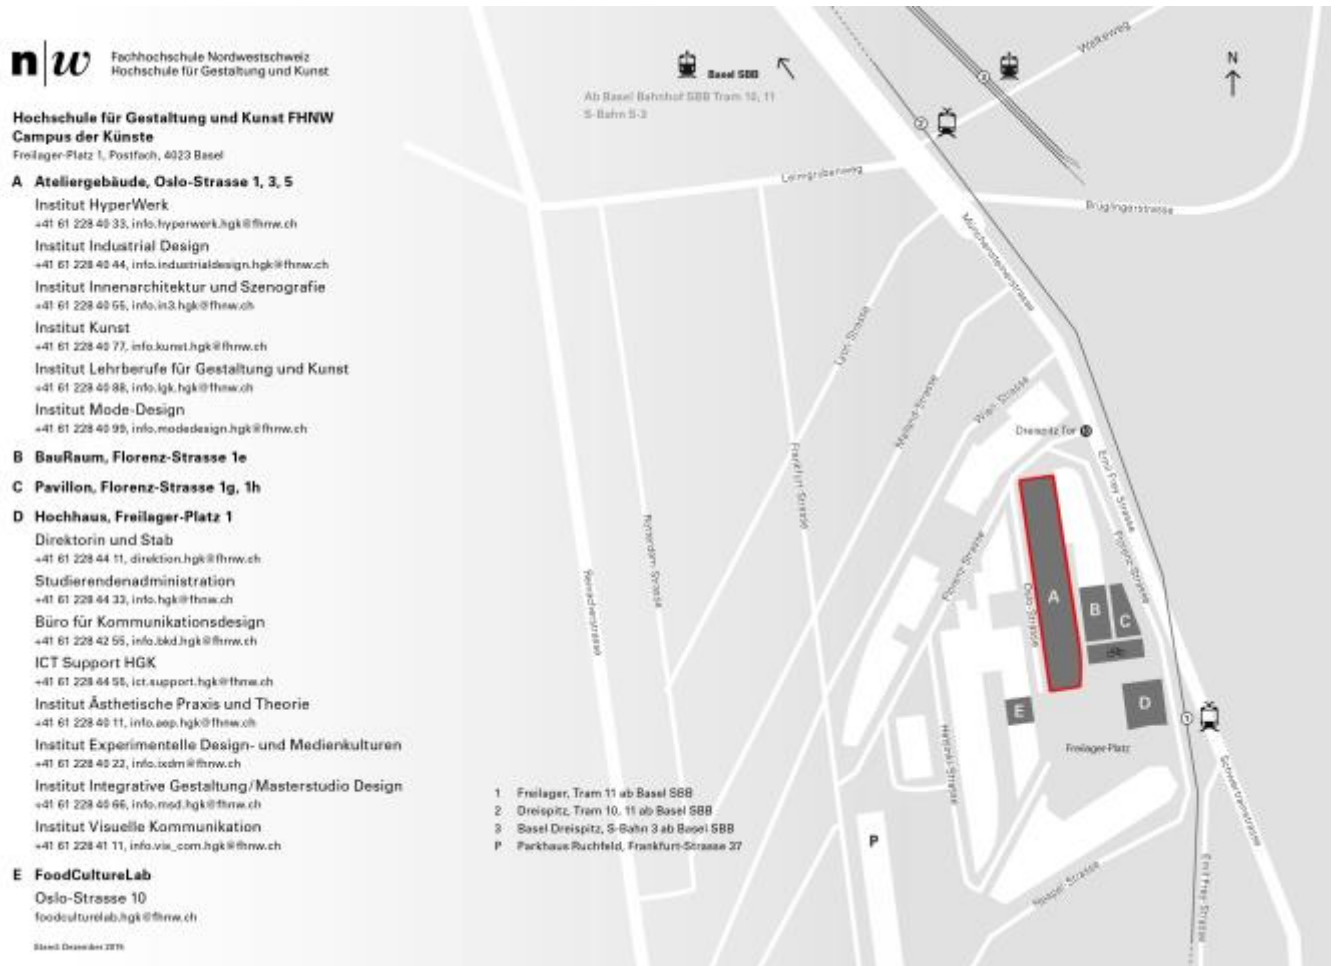 n|w
Fachhochschule Nordwestschweiz
Hochschule für Gestaltung und Kunst
Hochschule für Gestaltung und Kunst FHNW
Campus der Künste
Freilager-Platz 1, Postfach, 4023 Basel
A Ateliergebäude, Oslo-Strasse 1, 3, 5
Institut HyperWerk
+41 61 228 40 33, info.hyperwerk.hgk@fhnw.ch
Institut Industrial Design
+41 61 228 40 44, info.industrialdesign.hgk@fhnw.ch
Institut Innenarchitektur und Szenografie
+41 61 228 40 55, info.in3.hgk@fhnw.ch
Institut Kunst
+41 61 228 40 77, info.kunst.hgk@fhnw.ch
Institut Lehrberufe für Gestaltung und Kunst
+41 61 228 40 88, info.lgk.hgk@fhnw.ch
Institut Mode-Design
+41 61 228 40 99, info.modedesign.hgk@fhnw.ch
B BauRaum, Florenz-Strasse 1e
C Pavillon, Florenz-Strasse 1g, 1h
D Hochhaus, Freilager-Platz 1
Direktorin und Stab
+41 61 228 44 11, direktion.hgk@fhnw.ch
Studierendenadministration
+41 61 228 44 33, info.hgk@fhnw.ch
Büro für Kommunikationsdesign
+41 61 228 42 55, info.bkd.hgk@fhnw.ch
ICT Support HGK
+41 61 228 44 55, ict.support.hgk@fhnw.ch
Institut Ästhetische Praxis und Theorie
+41 61 228 40 11, info.aep.hgk@fhnw.ch
Institut Experimentelle Design- und Medienkulturen
+41 61 228 40 22, info.ixdm@fhnw.ch
Institut Integrative Gestaltung/Masterstudio Design
+41 61 228 40 66, info.msd.hgk@fhnw.ch
Institut Visuelle Kommunikation
+41 61 228 41 11, info.vis_com.hgk@fhnw.ch
E FoodCultureLab
Oslo-Strasse 10
foodculturelab.hgk@fhnw.ch
Stand: Dezember
Basel SBB
Ab Basel Bahnhof SBB Tram 10, 11
S-Bahn S-3
N
Walkeweg
3
2
Leimgrubenweg
Brüglingerstrasse
Münchensteinerstrasse
Lyon-Strasse
Mailand-Strasse
Wien-Strasse
Dreispitz Tor
Frankfurt-Strasse
Emil Frey-Strasse
Rotterdam-Strasse
Florenz-Strasse
Florenz-Strasse
Reinacherstrasse
Oslo-Strasse
A
B
C
D
E
1
Freilager-Platz
Helsinki-Strasse
Neapel-Strasse
Emil Frey-Strasse
P
1 Freilager, Tram 11 ab Basel SBB
2 Dreispitz, Tram 10, 11 ab Basel SBB
3 Basel Dreispitz, S-Bahn 3 ab Basel SBB
P Parkhaus Ruchfeld, Frankfurt-Strasse 37